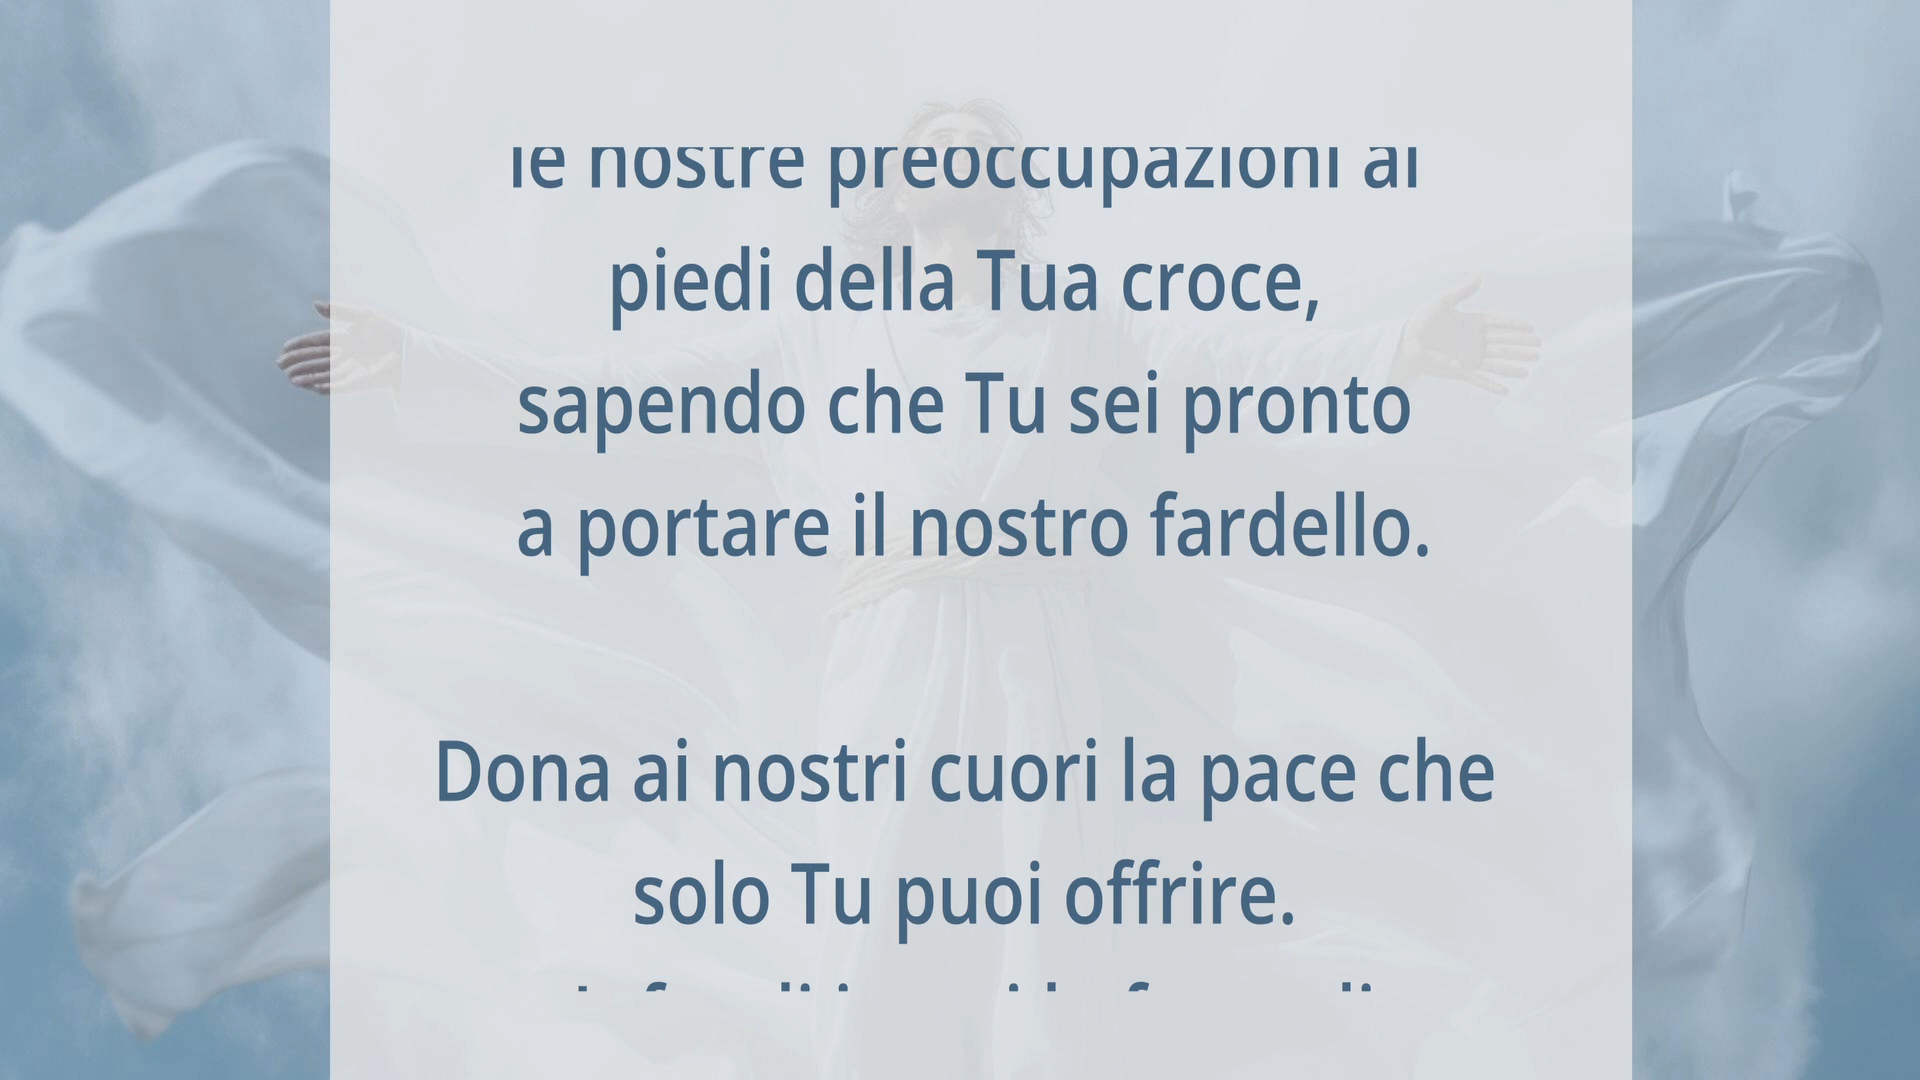 le nostre preoccupazioni ai
piedi della Tua croce,
sapendo che Tu sei pronto
a portare il nostro fardello.
Dona ai nostri cuori la pace che
solo Tu puoi offrire.